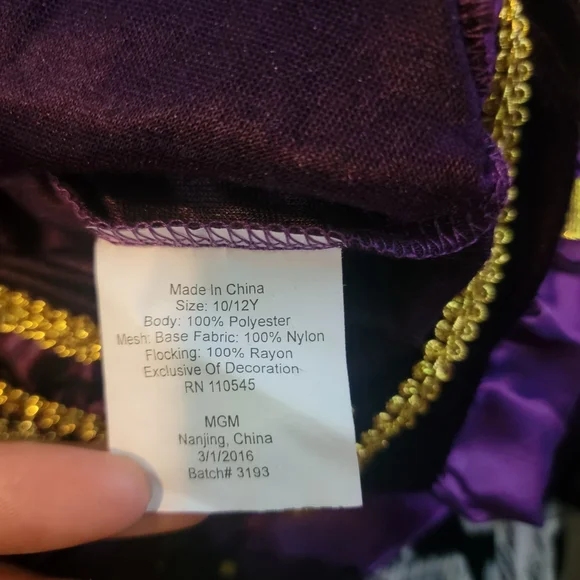 Made In China
Size: 10/12Y
Body: 100% Polyester
Mesh: Base Fabric: 100% Nylon
Flocking: 100% Rayon
Exclusive Of Decoration
RN 110545
MGM
Nanjing, China
3/1/2016
Batch# 3193